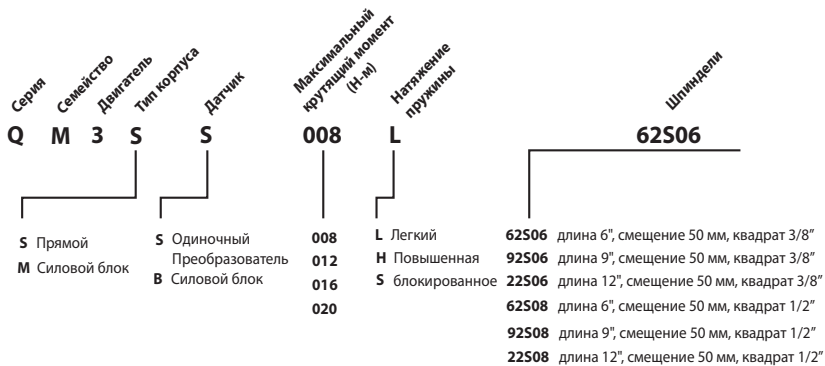 Серия
Семейство
Двигатель
Тип корпуса
Датчик
Максимальный
крутящий момент
(Н-м)
Натяжение
пружины
Шпиндели
Q M 3 S S 008 L 62S06
S Прямой
M Силовой блок
S Одиночный
Преобразователь
B Силовой блок
008
012
016
020
L Легкий
H Повышенная
S блокированное
62S06 длина 6", смещение 50 мм, квадрат 3/8”
92S06 длина 9", смещение 50 мм, квадрат 3/8”
22S06 длина 12", смещение 50 мм, квадрат 3/8”
62S08 длина 6", смещение 50 мм, квадрат 1/2”
92S08 длина 9", смещение 50 мм, квадрат 1/2”
22S08 длина 12", смещение 50 мм, квадрат 1/2”